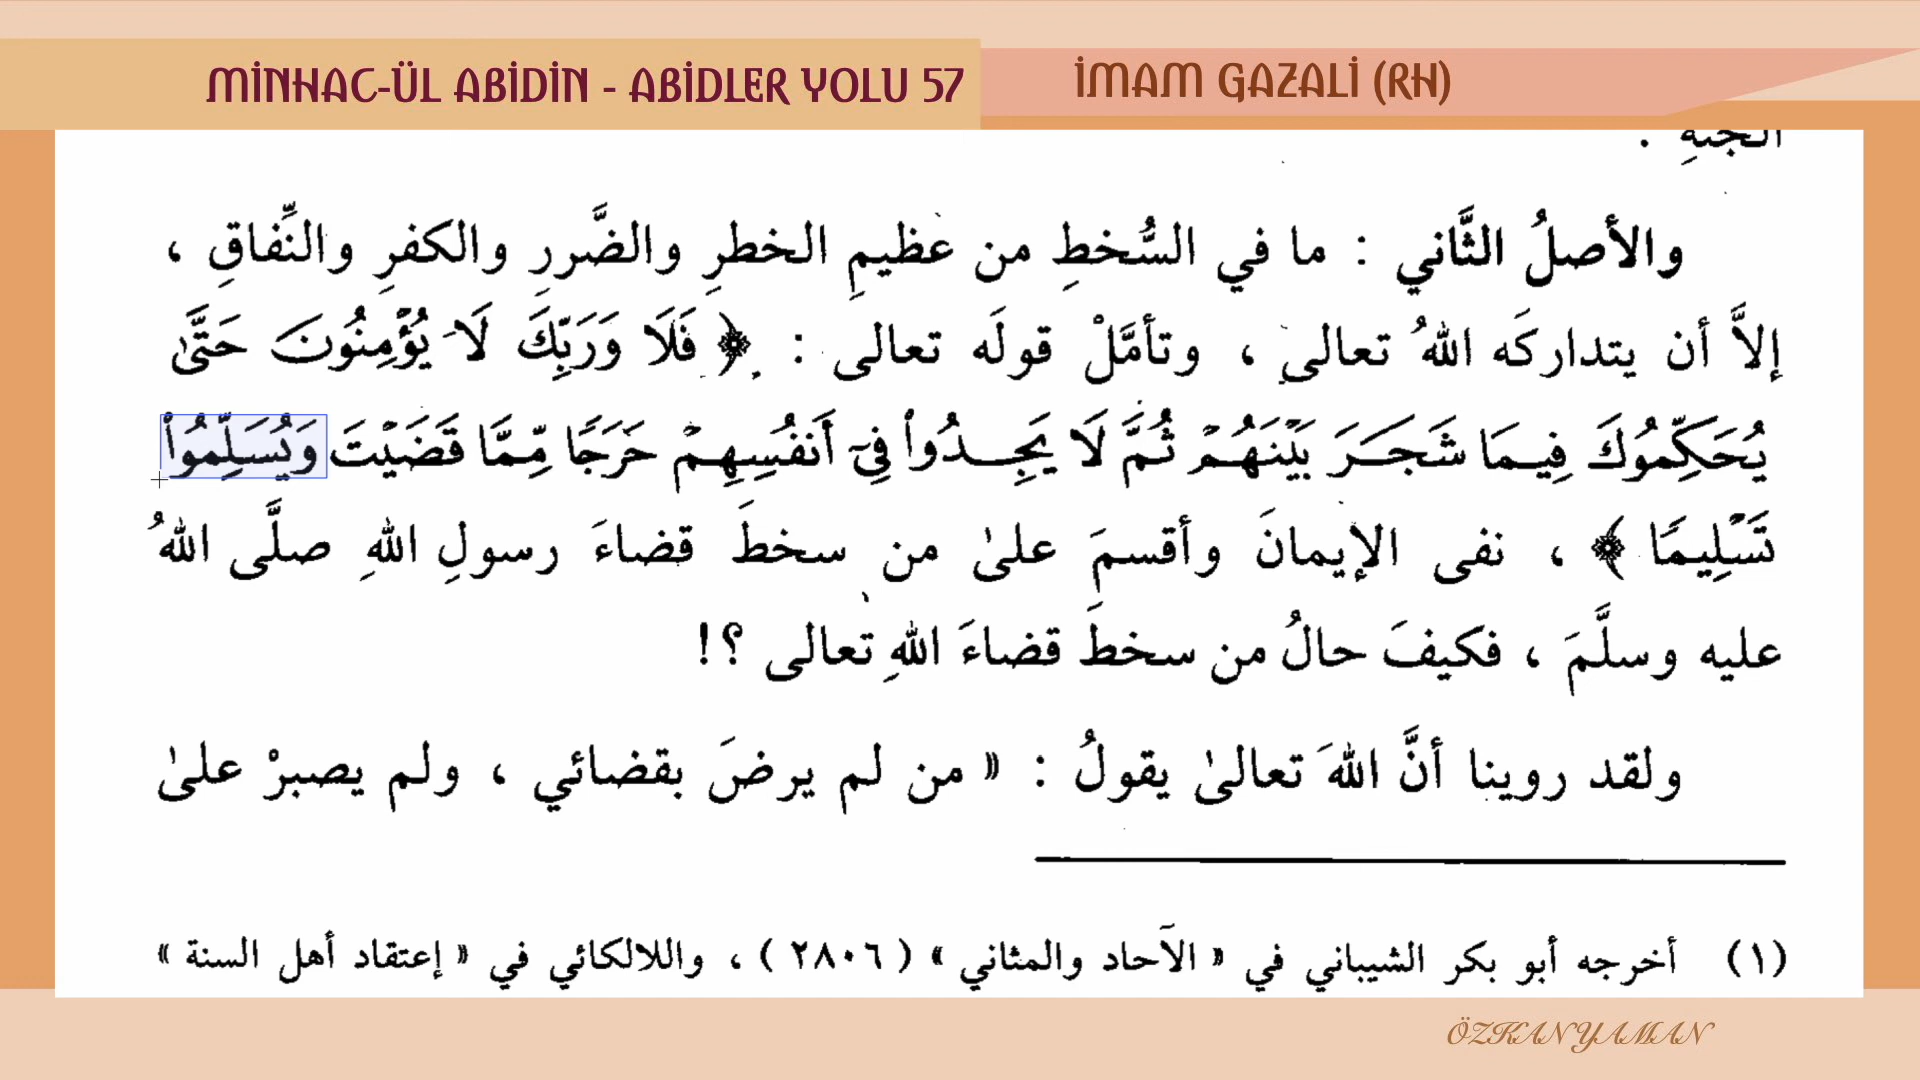 MİNHAC-ÜL ABİDİN - ABİDLER YOLU 57
İMAM GAZALİ (RH)
الجنةِ .
والأصلُ الثَّاني : ما في السُّخطِ من عظيمِ الخطرِ والضَّررِ والكفرِ والنِّفاقِ ،
إلاَّ أن يتداركَه اللهُ تعالى ، وتأمَّلْ قولَه تعالى : ﴿ فَلَا وَرَبِّكَ لَا يُؤْمِنُونَ حَتَّىٰ
يُحَكِّمُوكَ فِيمَا شَجَرَ بَيْنَهُمْ ثُمَّ لَا يَجِدُوا۟ فِىٓ أَنفُسِهِمْ حَرَجًا مِّمَّا قَضَيْتَ وَيُسَلِّمُوا۟
تَسْلِيمًا ﴾ ، نفى الإيمانَ وأقسمَ علىٰ من سخطَ قضاءَ رسولِ اللهِ صلَّى اللهُ
عليه وسلَّمَ ، فكيفَ حالُ من سخطَ قضاءَ اللهِ تعالى ؟!
ولقد روينا أنَّ اللهَ تعالىٰ يقولُ : « من لم يرضَ بقضائي ، ولم يصبرْ علىٰ
(١) أخرجه أبو بكر الشيباني في « الآحاد والمثاني » ( ٢٨٠٦ ) ، واللالكائي في « إعتقاد أهل السنة »
ÖZKAN YAMAN